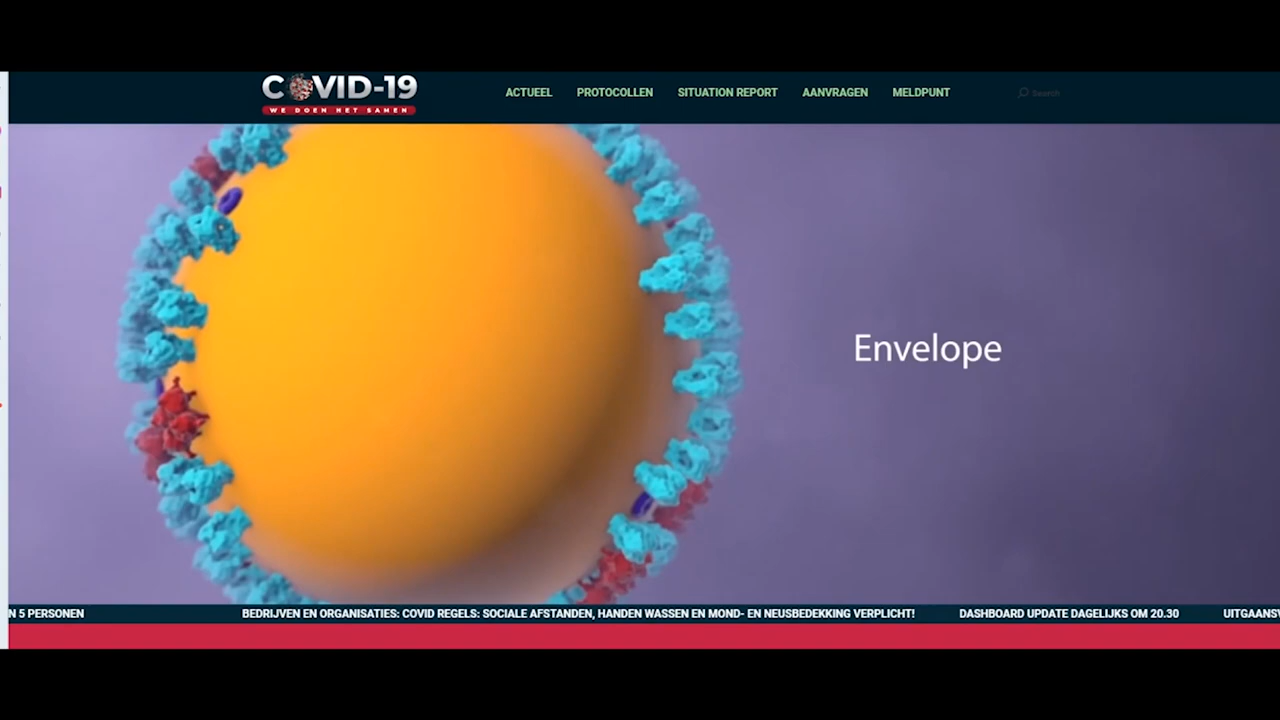 COVID-19
WE DOEN HET SAMEN
ACTUEEL PROTOCOLLEN SITUATION REPORT AANVRAGEN MELDPUNT Search
Envelope
N 5 PERSONEN BEDRIJVEN EN ORGANISATIES: COVID REGELS: SOCIALE AFSTANDEN, HANDEN WASSEN EN MOND- EN NEUSBEDEKKING VERPLICHT! DASHBOARD UPDATE DAGELIJKS OM 20.30